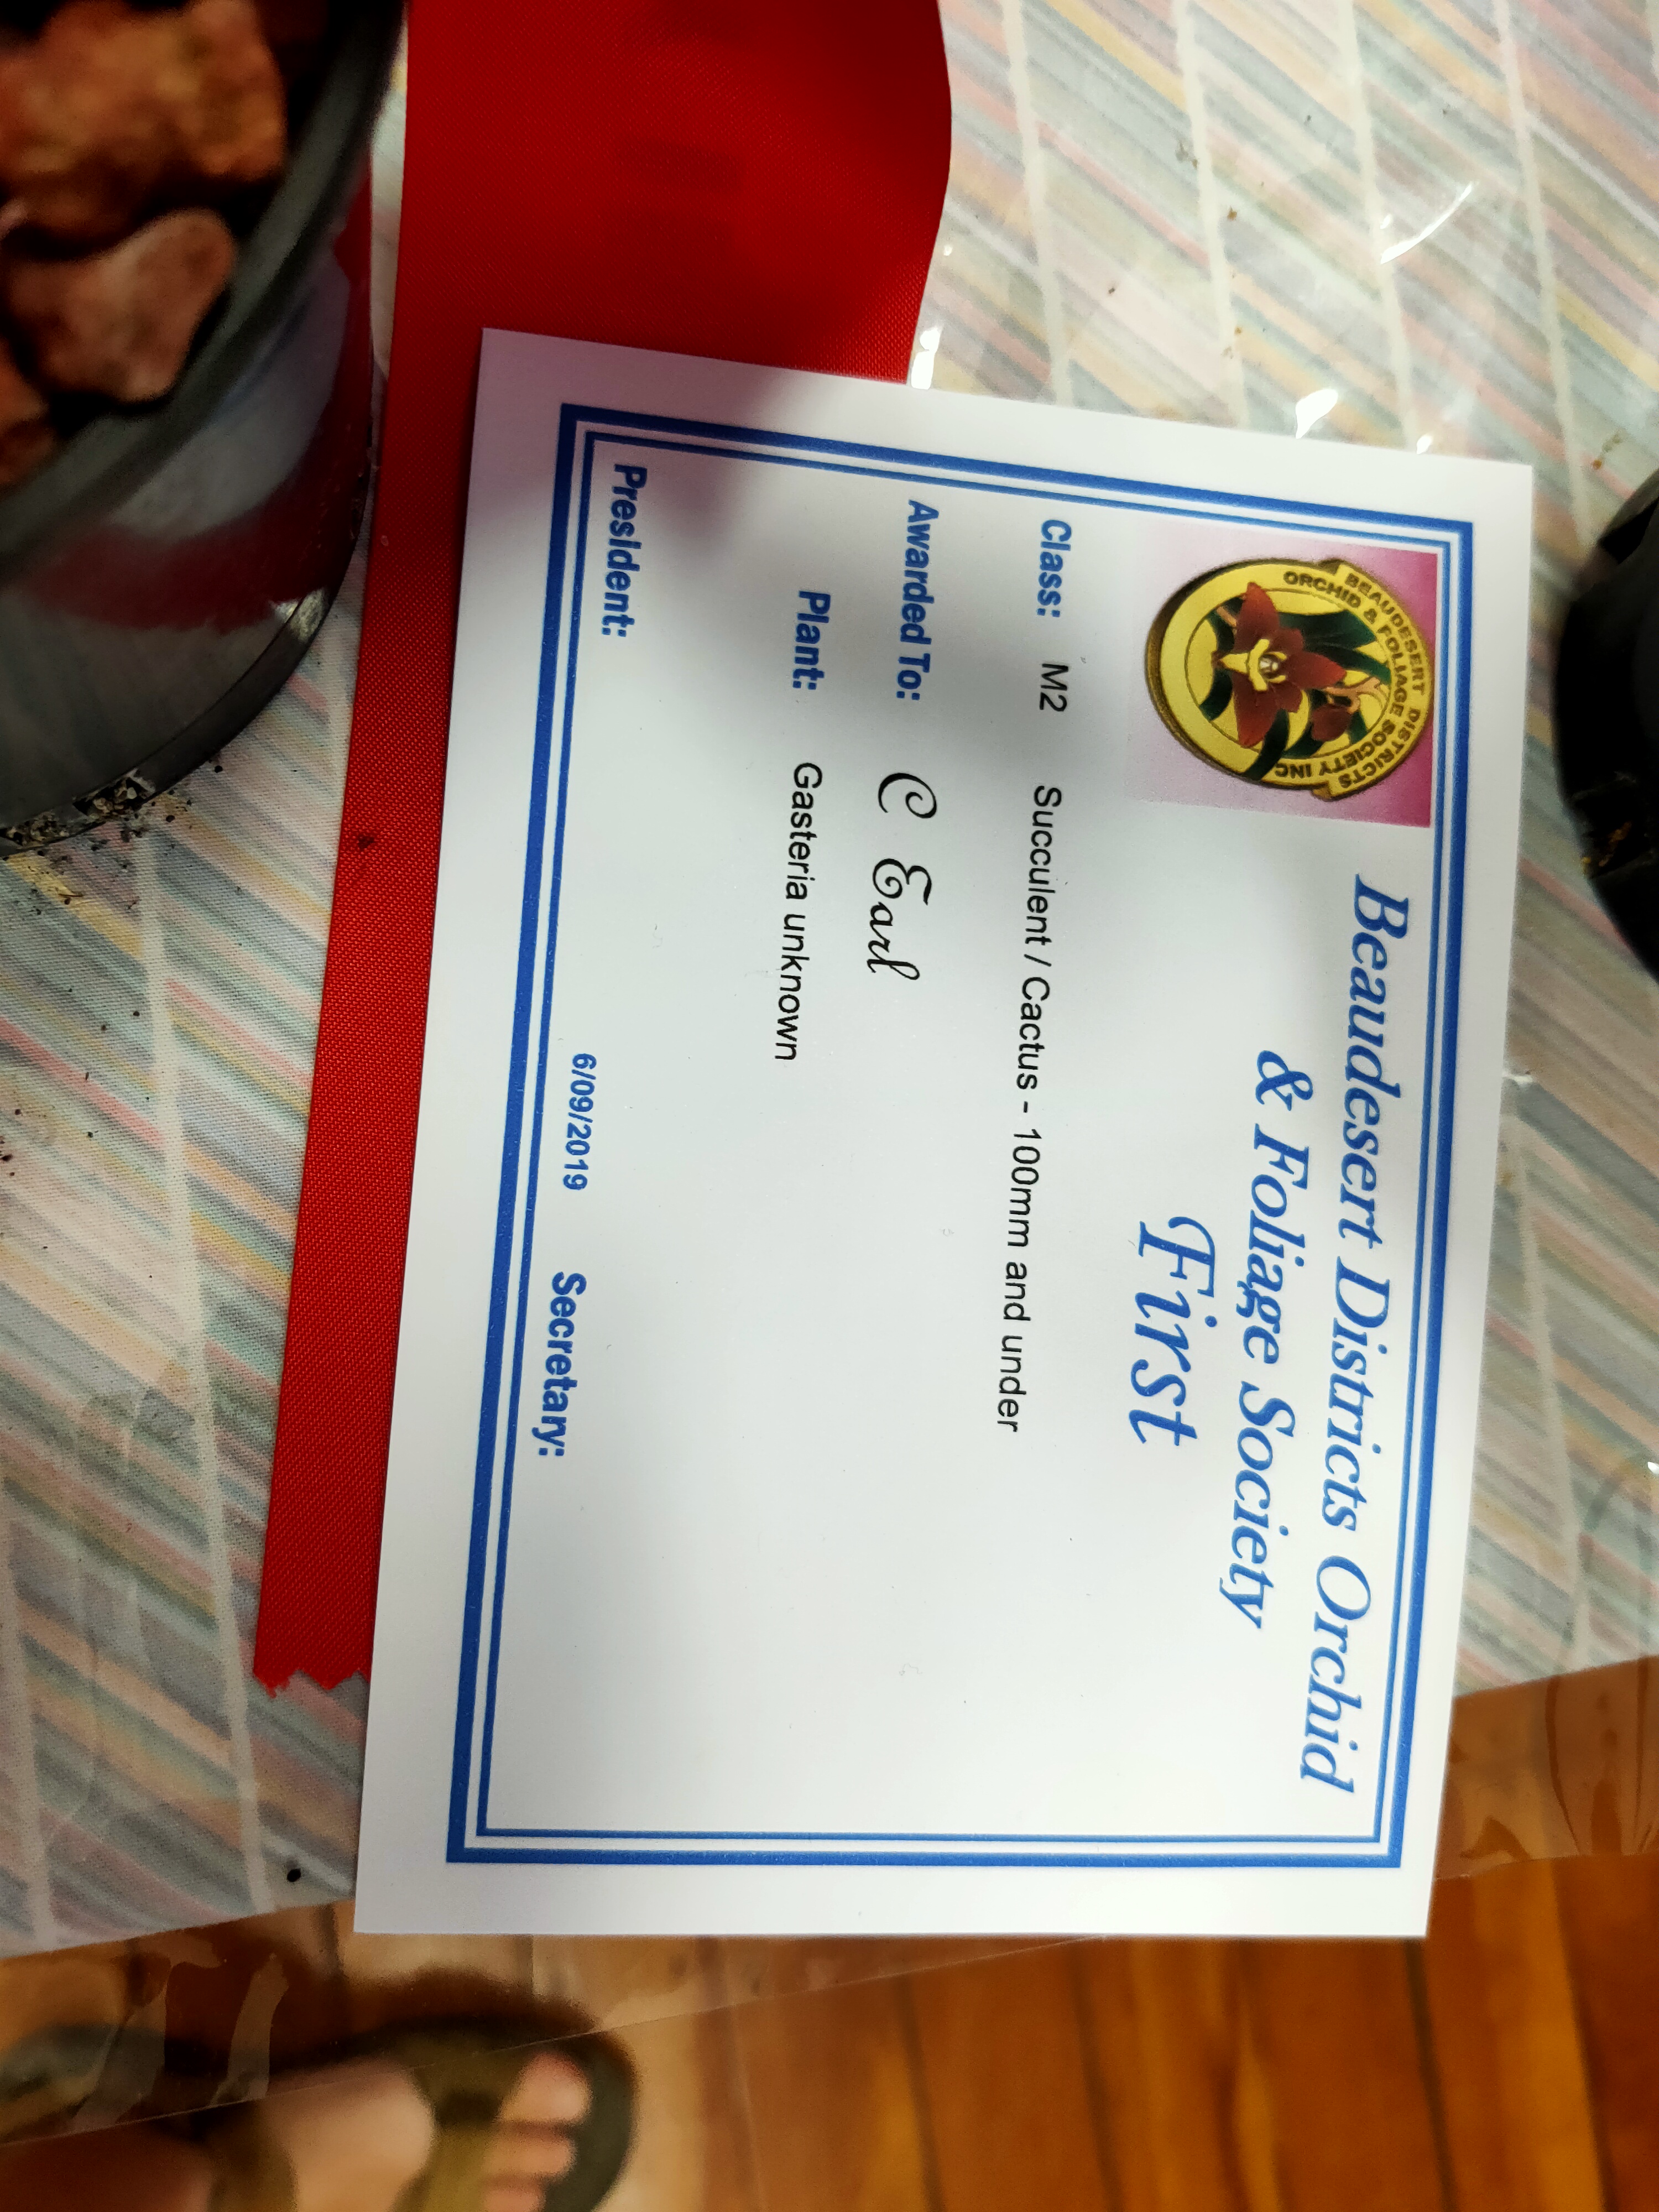 BEAUDESERT DISTRICTS
ORCHID & FOLIAGE SOCIETY INC
Beaudesert Districts Orchid
& Foliage Society
First
Class: M2 Succulent / Cactus - 100mm and under
Awarded To: C Earl
Plant: Gasteria unknown
President: 6/09/2019 Secretary: